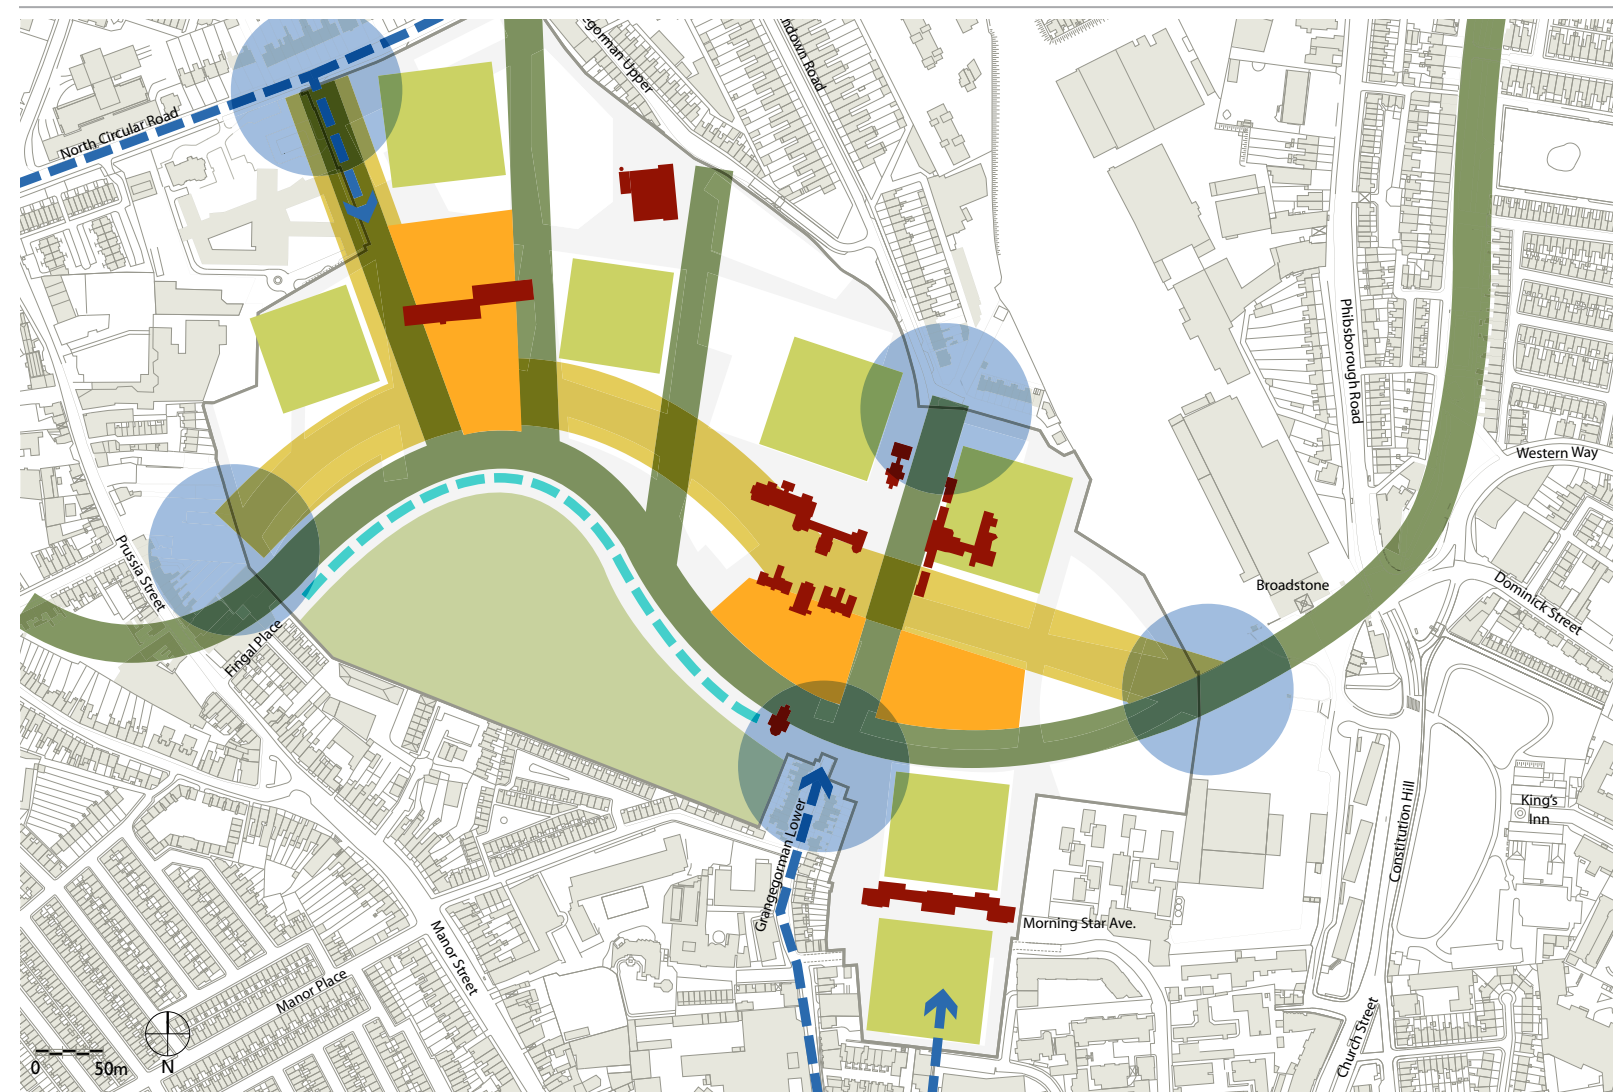 North Circular Road
egorman Upper
ndown Road
Phibsborough Road
Western Way
Prussia Street
Fingal Place
Broadstone
Dominick Street
Grangegorman Lower
Constitution Hill
King's
Inn
Morning Star Ave.
Manor Street
Manor Place
Church Street
0
50m
N